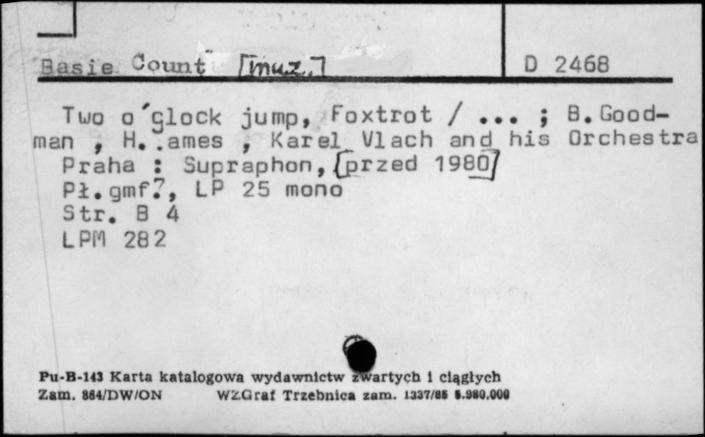 Basie Count [muz.] D 2468
Two o'glock jump, Foxtrot / ... ; B.Good-
man , H. .ames , Karel Vlach and his Orchestra
Praha : Supraphon, [przed 1980]
Pł.gmf?, LP 25 mono
Str. B 4
LPM 282
Pu-B-143 Karta katalogowa wydawnictw zwartych i ciągłych
Zam. 864/DW/ON WZGraf Trzebnica zam. 1337/86 5.980.000